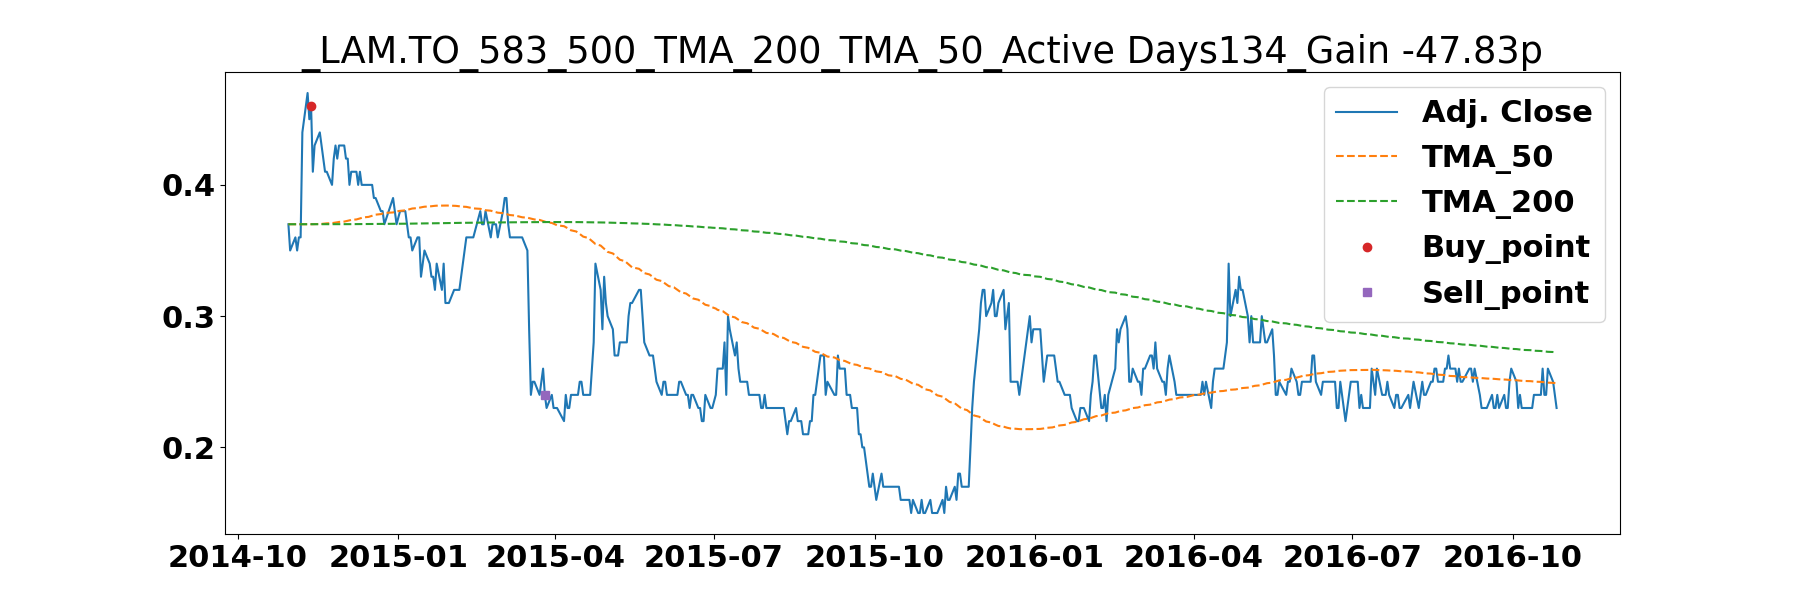 _LAM.TO_583_500_TMA_200_TMA_50_Active Days134_Gain -47.83p
Adj. Close
TMA_50
TMA_200
Buy_point
Sell_point
0.4
0.3
0.2
2014-10 2015-01 2015-04 2015-07 2015-10 2016-01 2016-04 2016-07 2016-10